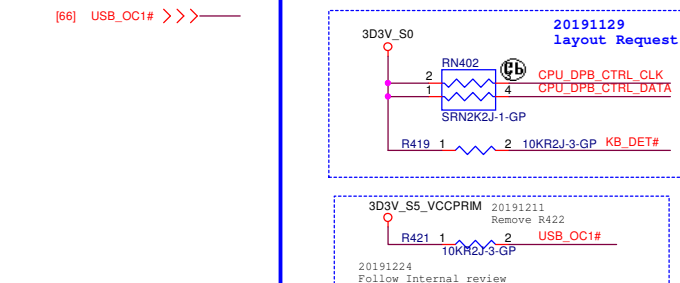 [66] USB_OC1#
20191129
layout Request
3D3V_S0
RN402
2 3 CPU_DPB_CTRL_CLK
1 4 CPU_DPB_CTRL_DATA
SRN2K2J-1-GP
R419 1 2 10KR2J-3-GP KB_DET#
3D3V_S5_VCCPRIM
20191211
Remove R422
R421 1 2 USB_OC1#
10KR2J-3-GP
20191224
Follow Internal review